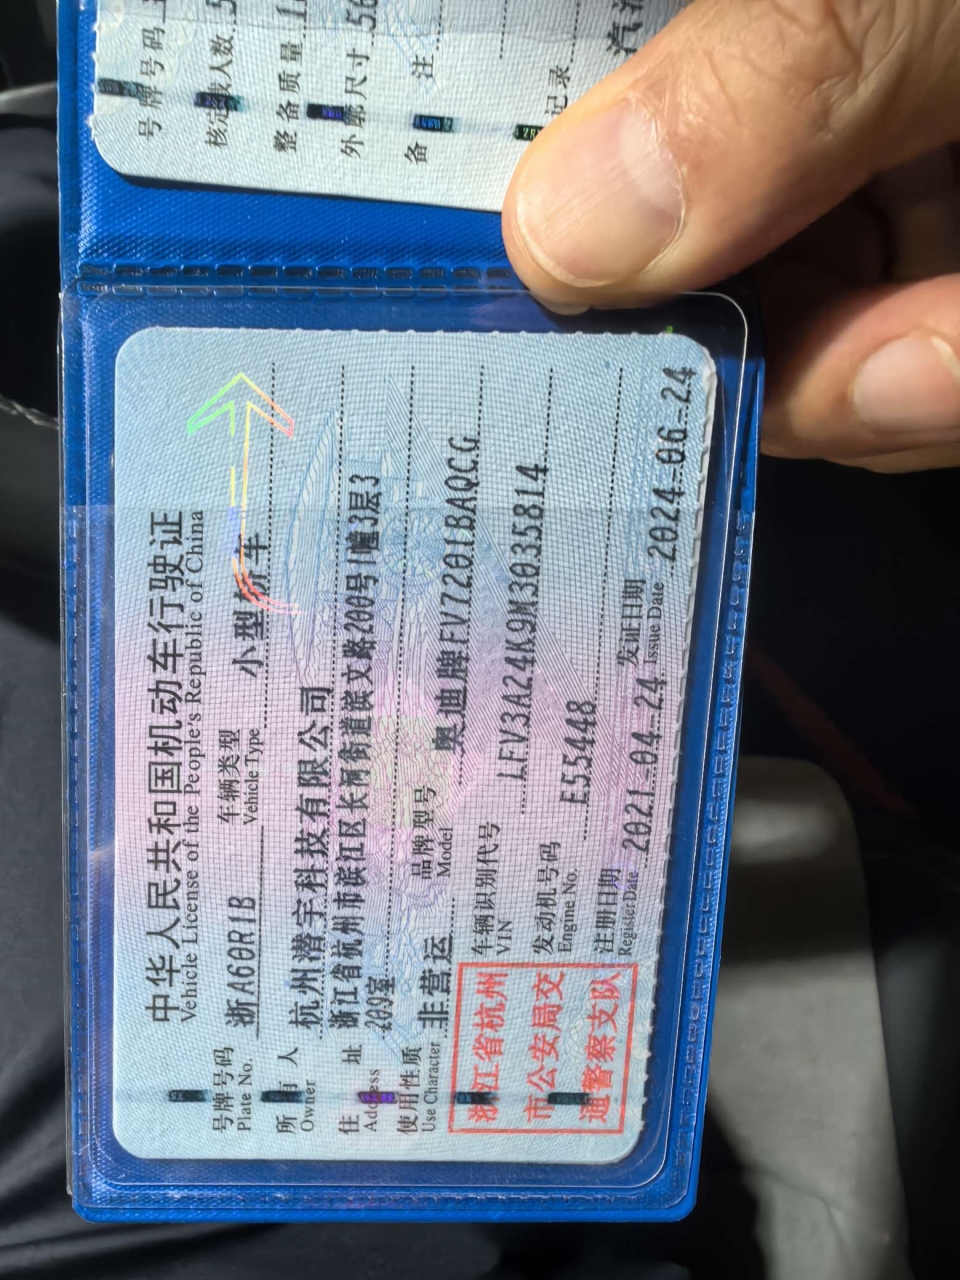 号牌号码
核定载人数 5
整备质量
外廓尺寸 56
备注
记录
中华人民共和国机动车行驶证
Vehicle License of the People's Republic of China
号牌号码 浙A60R1B 车辆类型 小型轿车
Plate No. Vehicle Type
所有人 杭州潜宇科技有限公司
Owner
住址 浙江省杭州市滨江区长河街道滨文路200号1幢3层3
Address 209室
使用性质 非营运 品牌型号 奥迪牌FV7201BAQCG
Use Character Model
浙江省杭州
市公安局交
通警察支队
车辆识别代号 LFV3A24K9M3035814
VIN
发动机号码 E55448
Engine No.
注册日期 2021-04-24 发证日期 2024-06-24
Register Date Issue Date